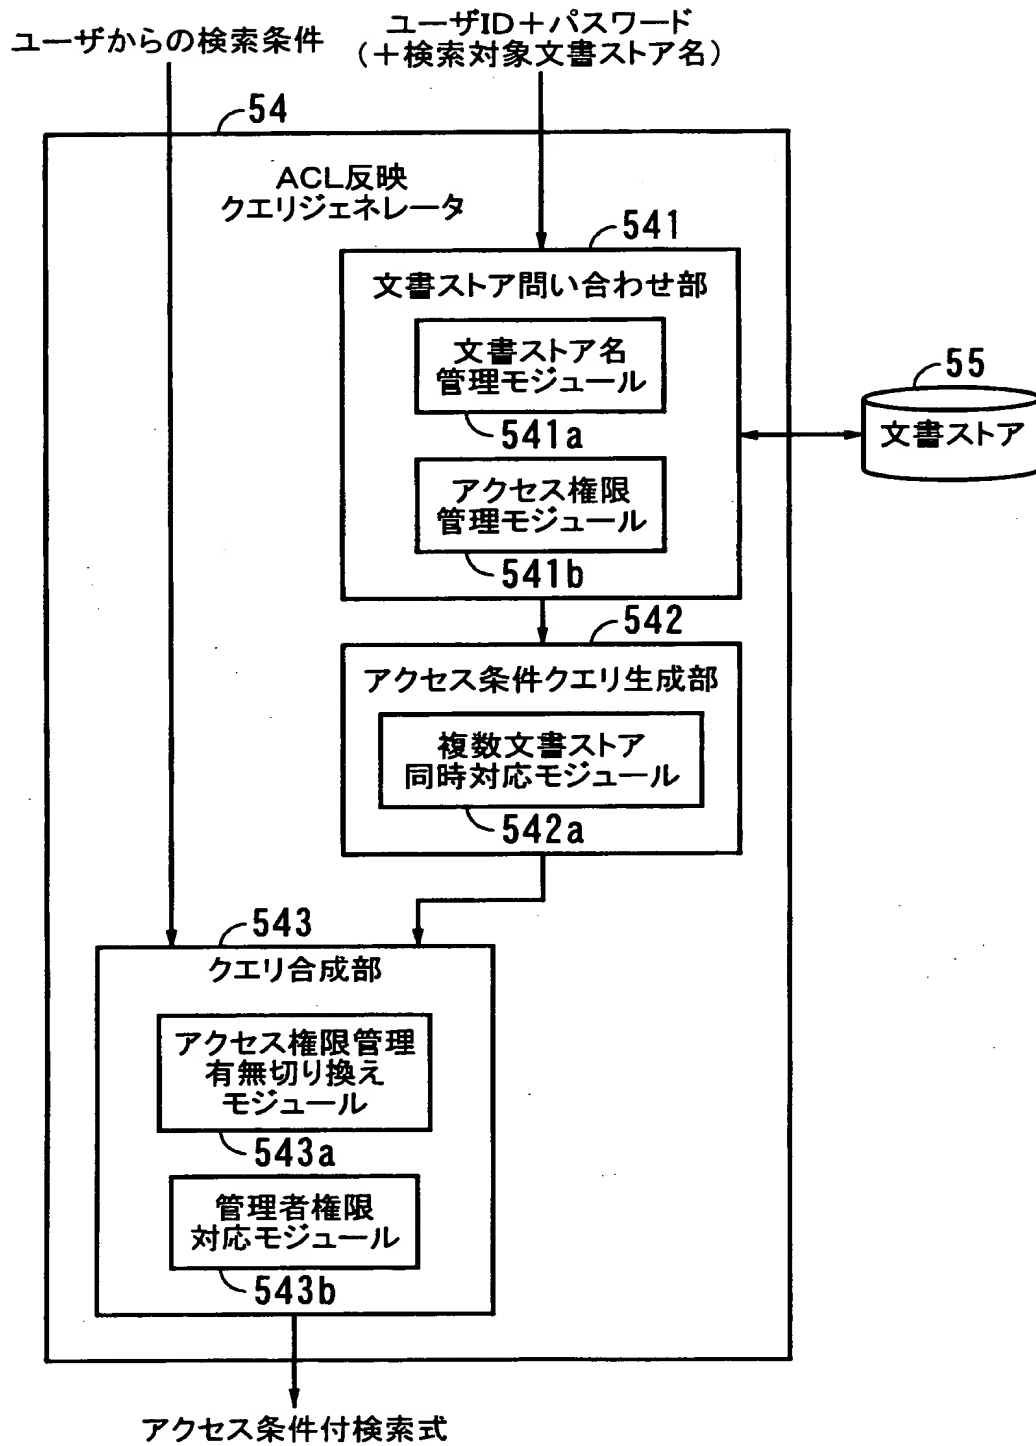 ユーザからの検索条件
ユーザID+パスワード
(+検索対象文書ストア名)
54
ACL反映
クエリジェネレータ
541
文書ストア問い合わせ部
文書ストア名
管理モジュール
541a
アクセス権限
管理モジュール
541b
55
文書ストア
542
アクセス条件クエリ生成部
複数文書ストア
同時対応モジュール
542a
543
クエリ合成部
アクセス権限管理
有無切り換え
モジュール
543a
管理者権限
対応モジュール
543b
アクセス条件付検索式